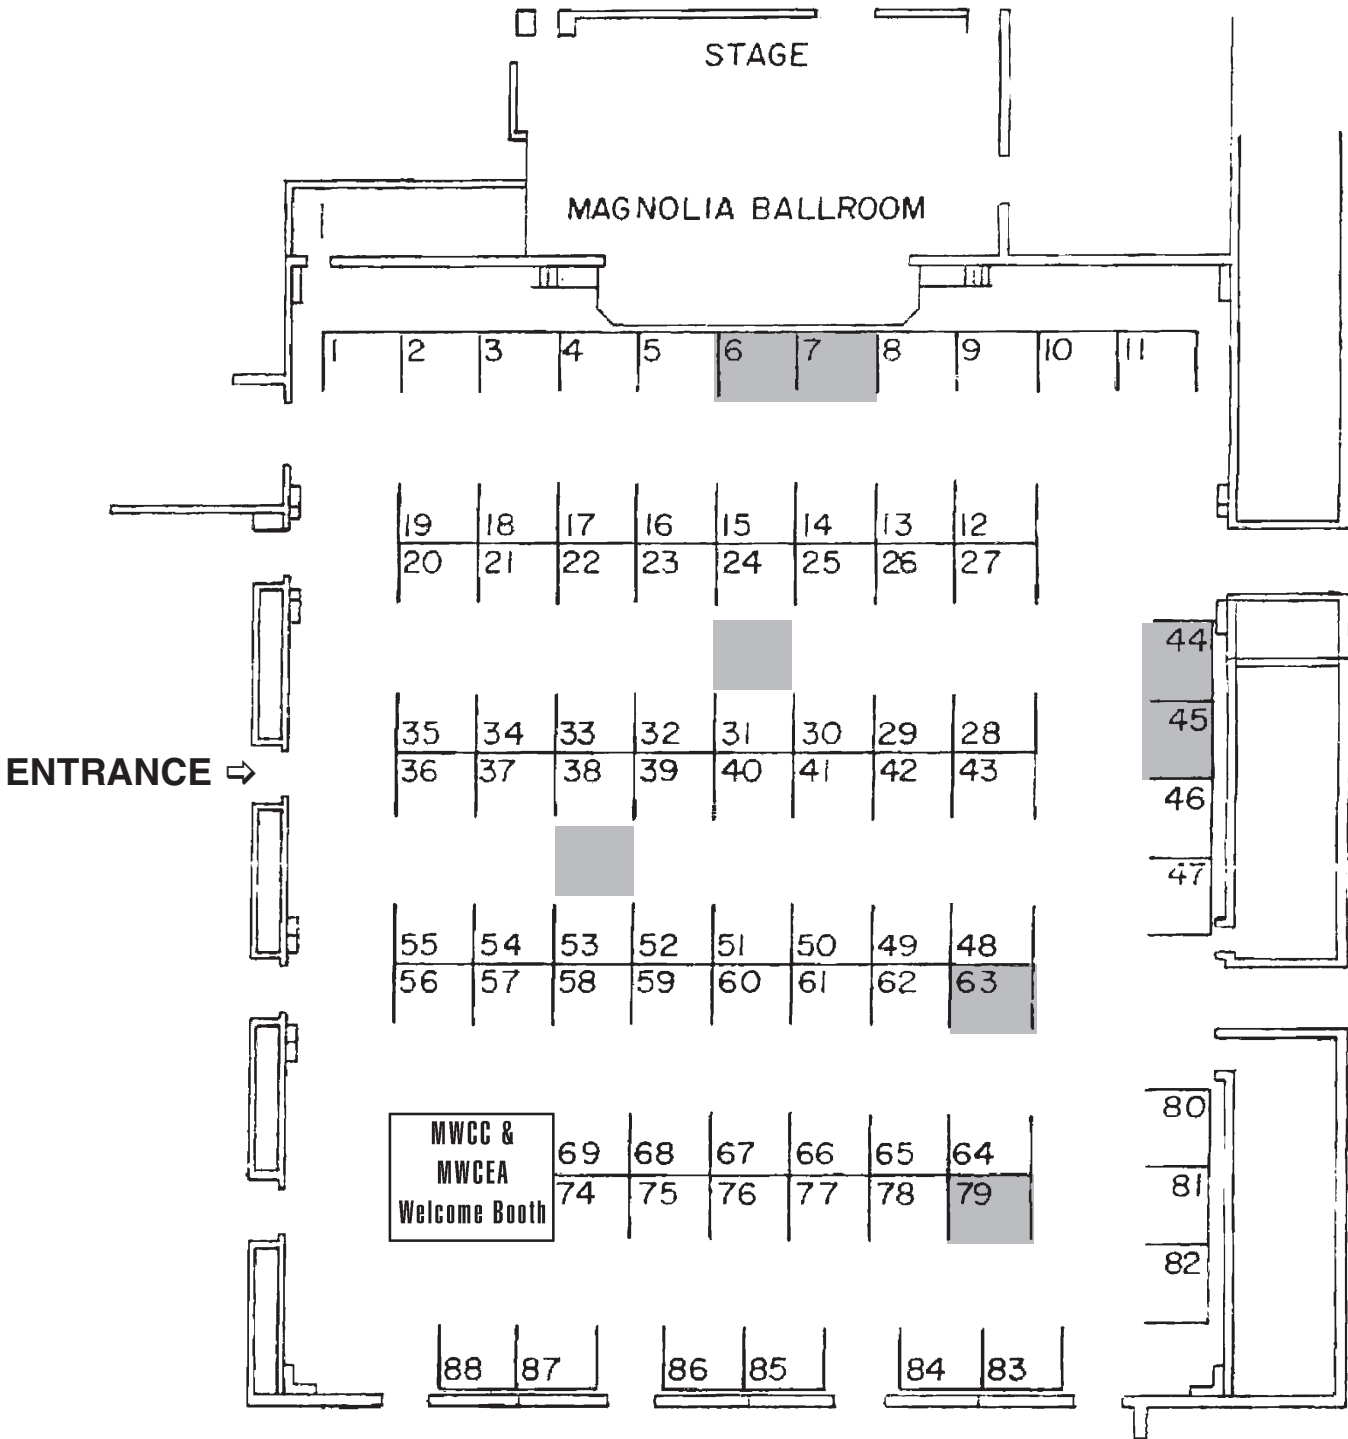 STAGE
MAGNOLIA BALLROOM
1 2 3 4 5 6 7 8 9 10 11
19 18 17 16 15 14 13 12
20 21 22 23 24 25 26 27
44
45
46
47
35 34 33 32 31 30 29 28
36 37 38 39 40 41 42 43
ENTRANCE ⇨
55 54 53 52 51 50 49 48
56 57 58 59 60 61 62 63
MWCC &
MWCEA
Welcome Booth
69 68 67 66 65 64
74 75 76 77 78 79
80
81
82
88 87 86 85 84 83